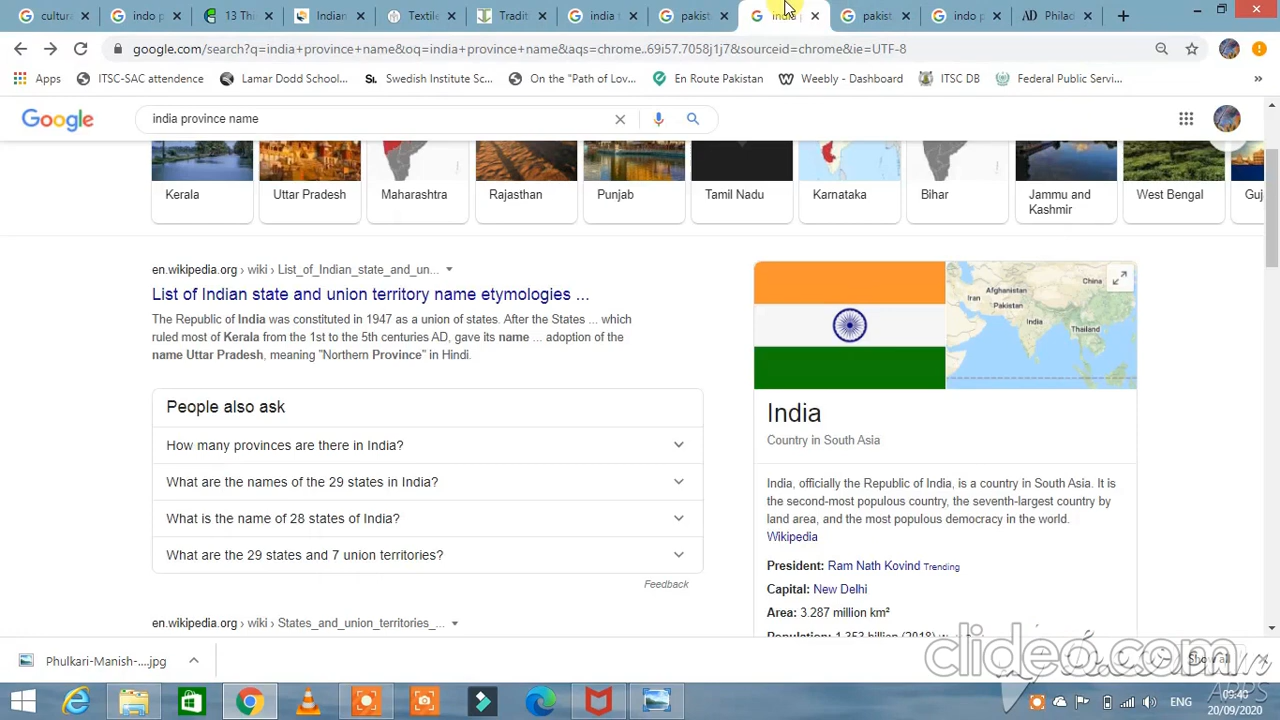 cultur
indo p
13 Thi
Indian
Textile
Tradit
india t
pakist
india
pakist
indo p
AD Philad
google.com/search?q=india+province+name&oq=india+province+name&aqs=chrome..69i57.7058j1j7&sourceid=chrome&ie=UTF-8
Apps
ITSC-SAC attendence
Lamar Dodd School...
Swedish Institute Sc...
On the "Path of Lov...
En Route Pakistan
Weebly - Dashboard
ITSC DB
Federal Public Servi...
»
Google
india province name
Kerala
Uttar Pradesh
Maharashtra
Rajasthan
Punjab
Tamil Nadu
Karnataka
Bihar
Jammu and
Kashmir
West Bengal
Guj
en.wikipedia.org › wiki › List_of_Indian_state_and_un...
List of Indian state and union territory name etymologies ...
The Republic of India was constituted in 1947 as a union of states. After the States ... which
ruled most of Kerala from the 1st to the 5th centuries AD, gave its name ... adoption of the
name Uttar Pradesh, meaning "Northern Province" in Hindi.
People also ask
How many provinces are there in India?
What are the names of the 29 states in India?
What is the name of 28 states of India?
What are the 29 states and 7 union territories?
Feedback
en.wikipedia.org › wiki › States_and_union_territories_...
Afghanistan
China
Iran
Pakistan
India
Thailand
India
Country in South Asia
India, officially the Republic of India, is a country in South Asia. It is
the second-most populous country, the seventh-largest country by
land area, and the most populous democracy in the world.
Wikipedia
President: Ram Nath Kovind Trending
Capital: New Delhi
Area: 3.287 million km²
Population: 1.353 billion (2018)
clideo.com
Phulkari-Manish-....jpg
Show all
APPS
ENG
09:40
20/09/2020